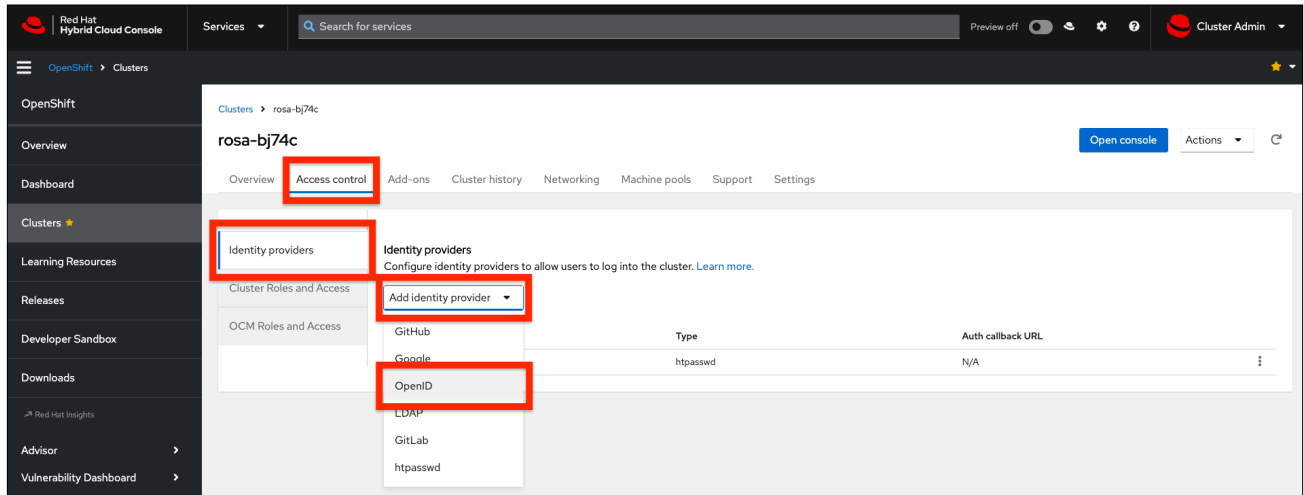 Red Hat
Hybrid Cloud Console
Services
Search for services
Preview off
Cluster Admin
OpenShift > Clusters
OpenShift
Overview
Dashboard
Clusters
Learning Resources
Releases
Developer Sandbox
Downloads
Red Hat Insights
Advisor
Vulnerability Dashboard
Clusters > rosa-bj74c
rosa-bj74c
Open console
Actions
Overview Access control Add-ons Cluster history Networking Machine pools Support Settings
Identity providers
Cluster Roles and Access
OCM Roles and Access
Identity providers
Configure identity providers to allow users to log into the cluster. Learn more.
Add identity provider
GitHub
Google
OpenID
LDAP
GitLab
htpasswd
Type Auth callback URL
htpasswd N/A